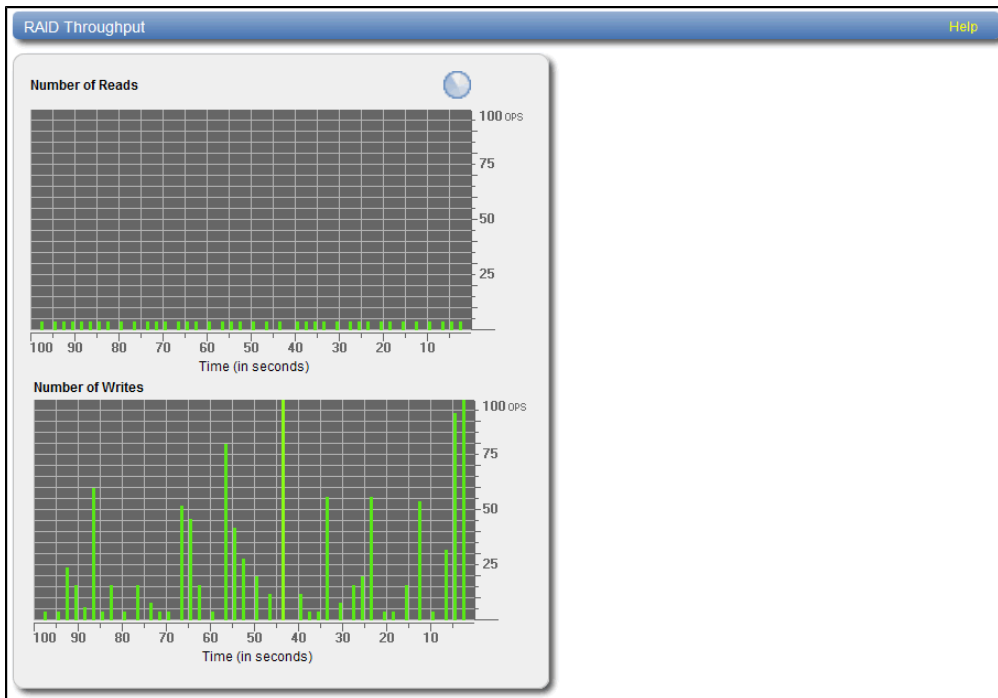 RAID Throughput Help
Number of Reads
100 OPS
75
50
25
100 90 80 70 60 50 40 30 20 10
Time (in seconds)
Number of Writes
100 OPS
75
50
25
100 90 80 70 60 50 40 30 20 10
Time (in seconds)